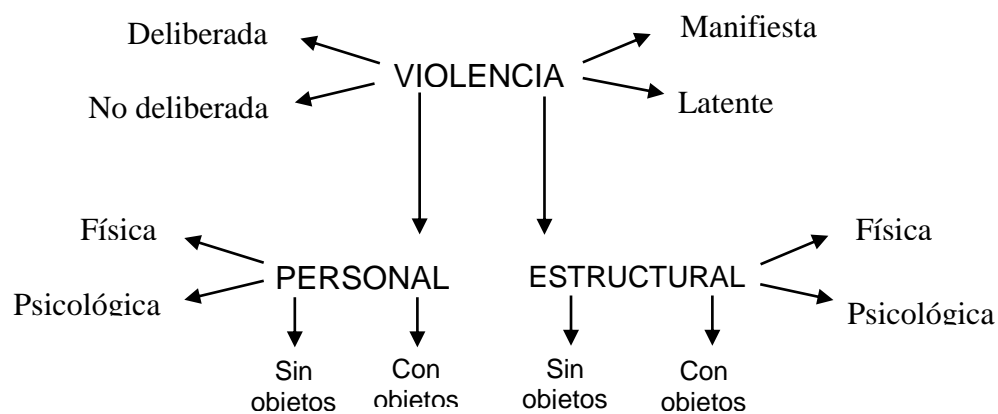 Deliberada
Manifiesta
VIOLENCIA
No deliberada
Latente
Física
Física
PERSONAL
ESTRUCTURAL
Psicológica
Psicológica
Sin
objetos
Con
objetos
Sin
objetos
Con
objetos